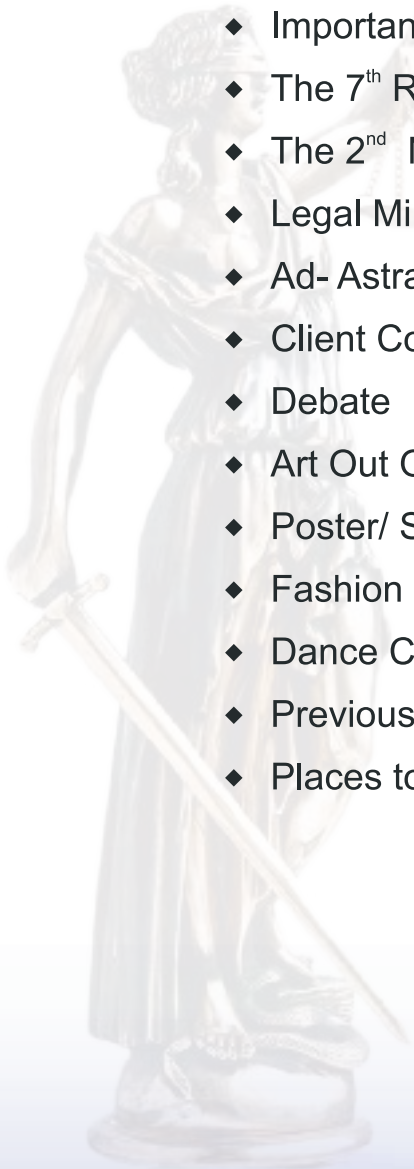 ◆ Importan
◆ The 7th R
◆ The 2nd
◆ Legal Mi
◆ Ad- Astra
◆ Client Co
◆ Debate
◆ Art Out O
◆ Poster/ S
◆ Fashion
◆ Dance C
◆ Previous
◆ Places to